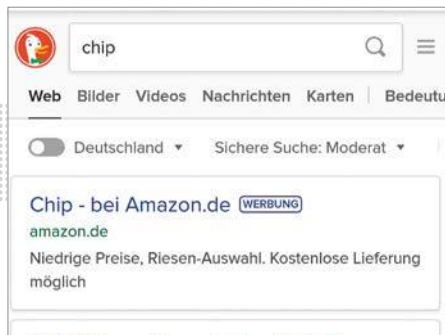 chip
Web Bilder Videos Nachrichten Karten Bedeutu
Deutschland Sichere Suche: Moderat
Chip - bei Amazon.de WERBUNG
amazon.de
Niedrige Preise, Riesen-Auswahl. Kostenlose Lieferung
möglich